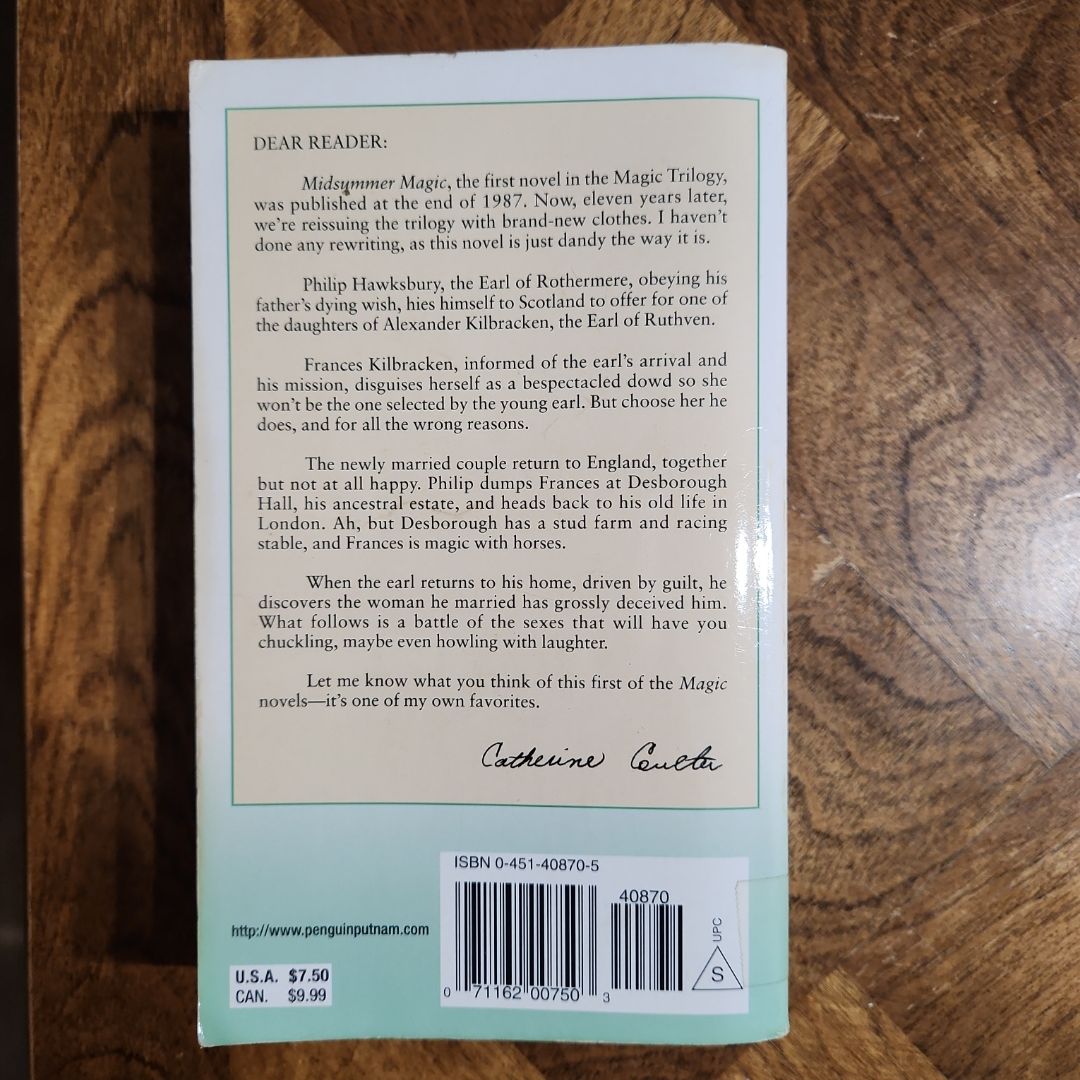 DEAR READER:
Midsummer Magic, the first novel in the Magic Trilogy,
was published at the end of 1987. Now, eleven years later,
we're reissuing the trilogy with brand-new clothes. I haven't
done any rewriting, as this novel is just dandy the way it is.
Philip Hawksbury, the Earl of Rothermere, obeying his
father's dying wish, hies himself to Scotland to offer for one of
the daughters of Alexander Kilbracken, the Earl of Ruthven.
Frances Kilbracken, informed of the earl's arrival and
his mission, disguises herself as a bespectacled dowd so she
won't be the one selected by the young earl. But choose her he
does, and for all the wrong reasons.
The newly married couple return to England, together
but not at all happy. Philip dumps Frances at Desborough
Hall, his ancestral estate, and heads back to his old life in
London. Ah, but Desborough has a stud farm and racing
stable, and Frances is magic with horses.
When the earl returns to his home, driven by guilt, he
discovers the woman he married has grossly deceived him.
What follows is a battle of the sexes that will have you
chuckling, maybe even howling with laughter.
Let me know what you think of this first of the Magic
novels—it's one of my own favorites.
Catherine Coulter
ISBN 0-451-40870-5
40870
http://www.penguinputnam.com
UPC
S
U.S.A. $7.50
CAN. $9.99
0 71162 00750 3